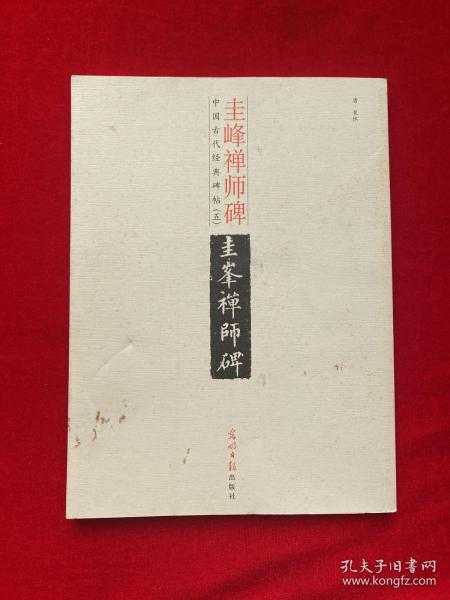 唐·裴休
圭峰禅师碑
中国古代经典碑帖（五）
圭峯禪師碑
光明日报出版社
孔夫子旧书网
www.kongfz.com